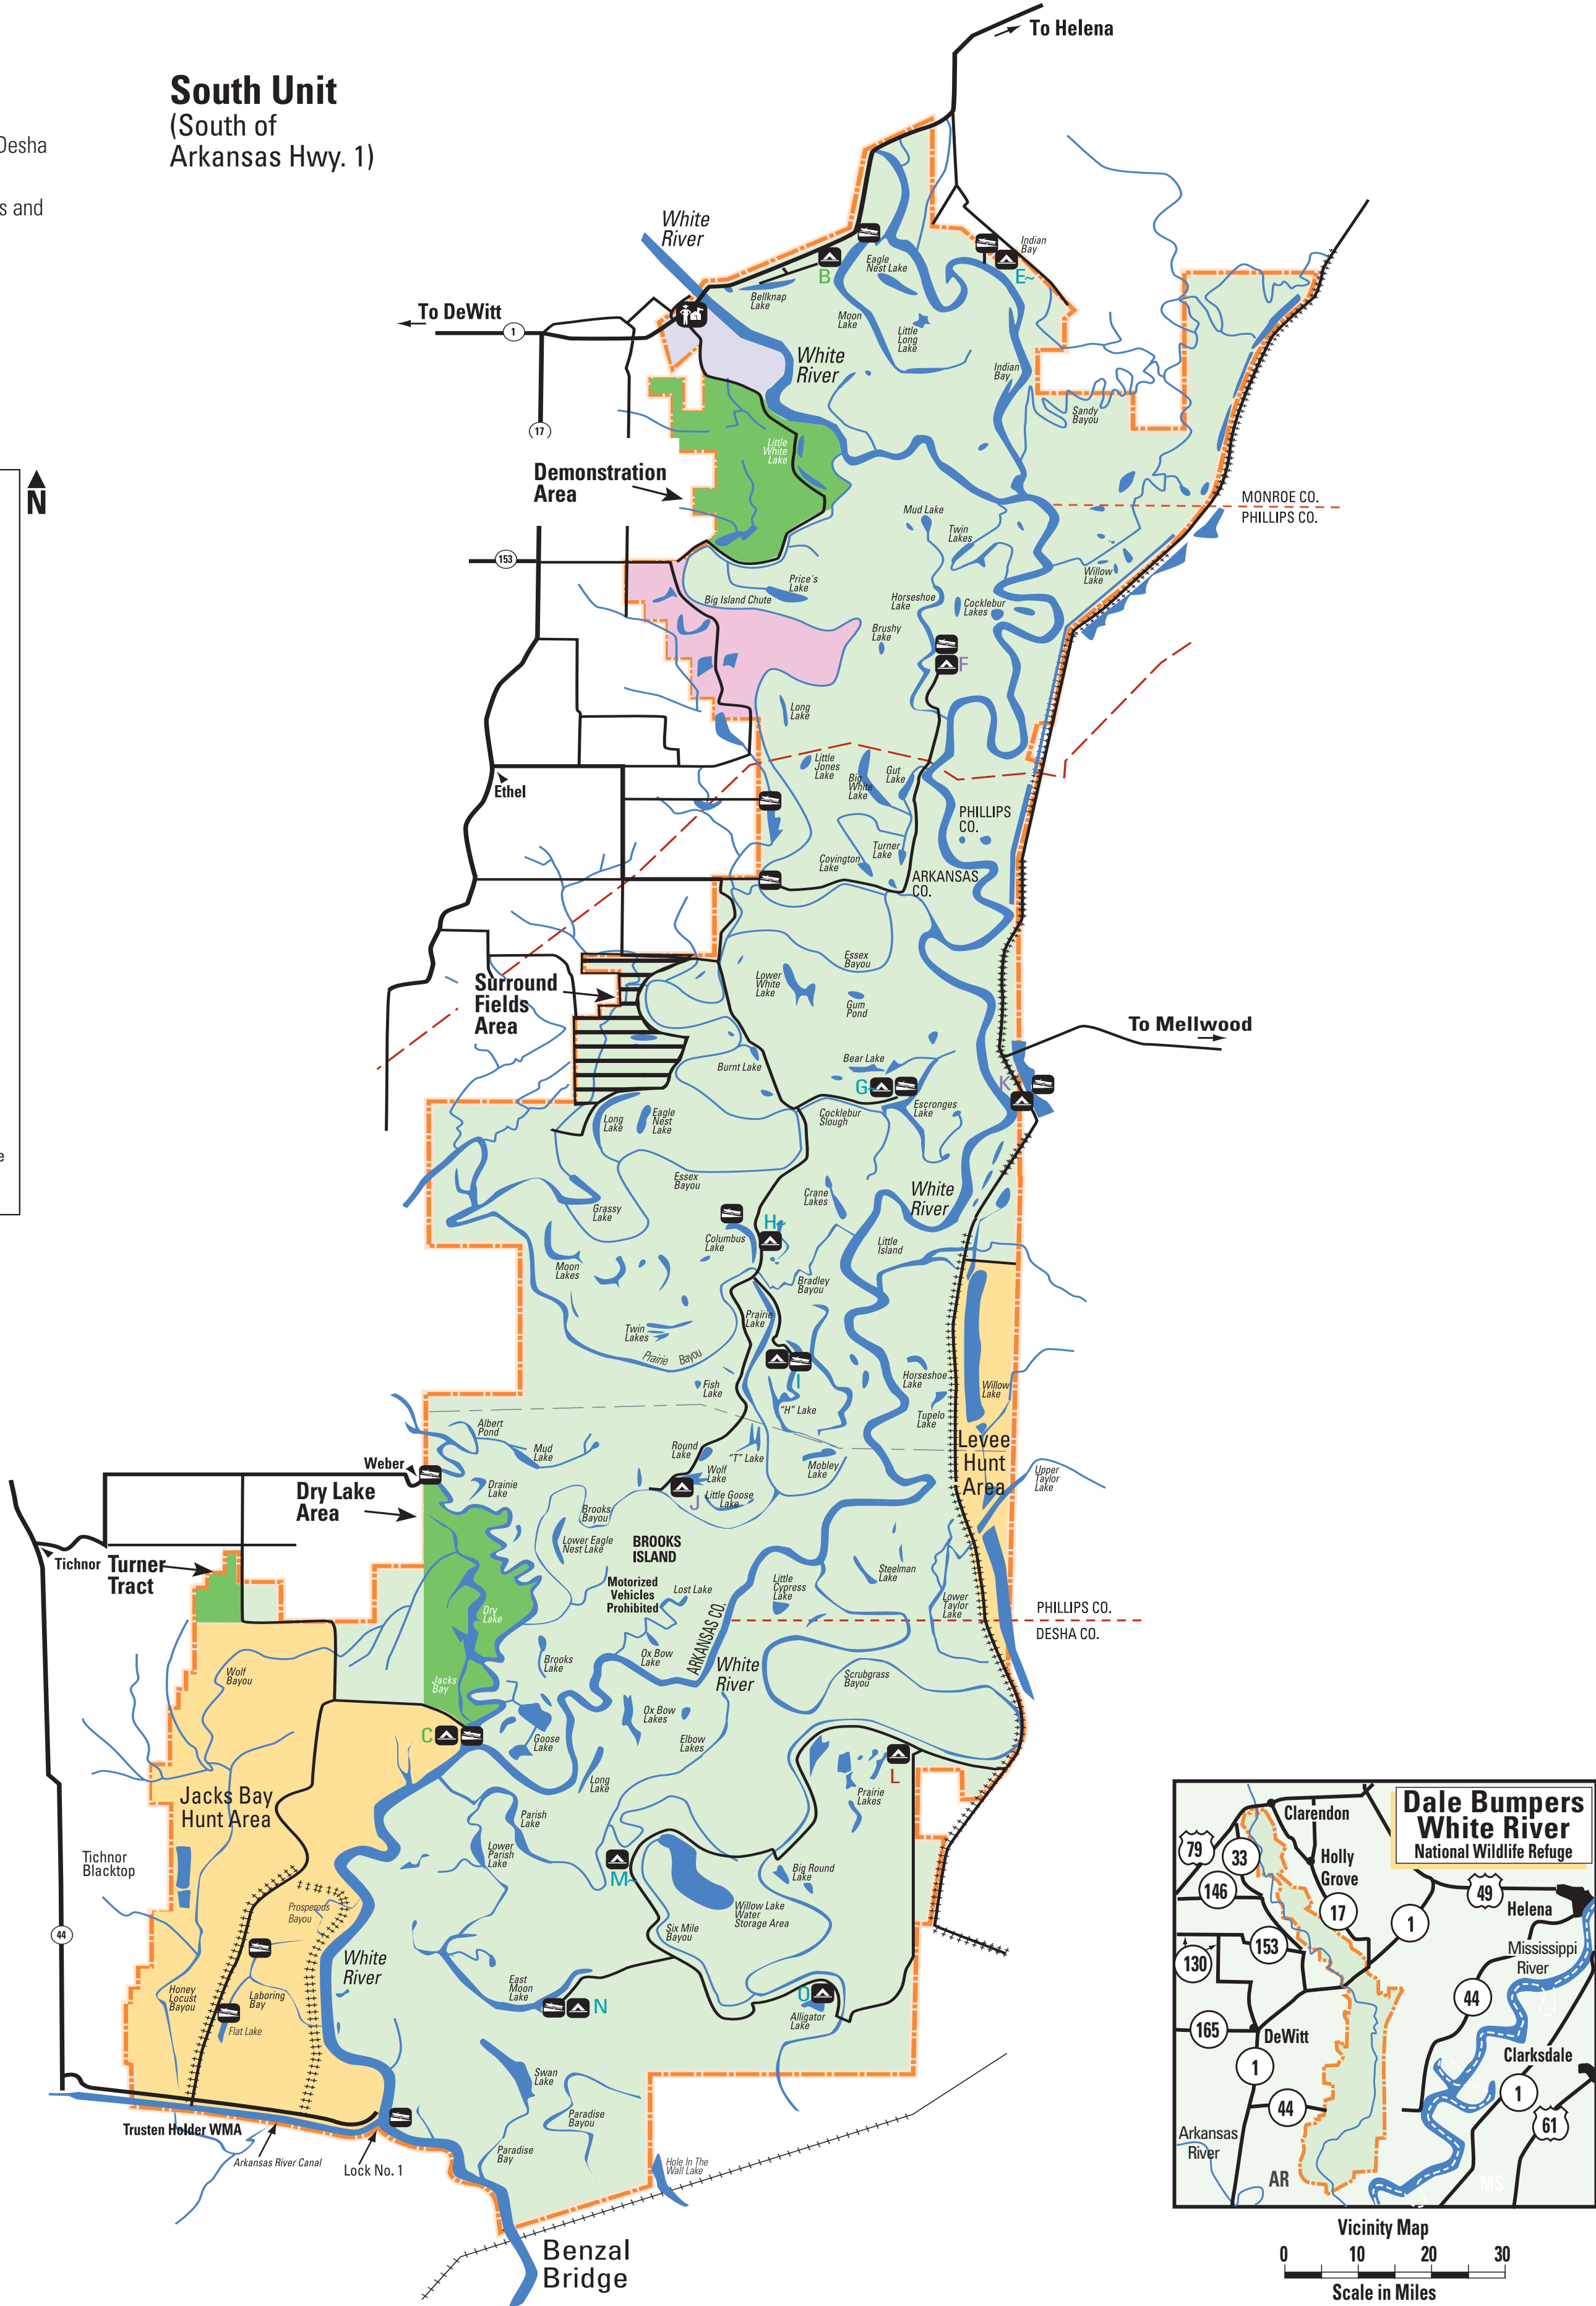 South Unit
(South of
Arkansas Hwy. 1)
Desha
s and
N
e
To Helena
White
River
To DeWitt
1
17
B
Eagle
Nest Lake
Indian
Bay
E~
Bellknap
Lake
Moon
Lake
Little
Long
Lake
White
River
Indian
Bay
Sandy
Bayou
Little
White
Lake
Demonstration
Area
MONROE CO.
PHILLIPS CO.
Mud Lake
Twin
Lakes
153
Willow
Lake
Price's
Lake
Big Island Chute
Horseshoe
Lake
Cocklebur
Lakes
Brushy
Lake
F
Long
Lake
Little
Jones
Lake
Big
White
Lake
Gut
Lake
Ethel
PHILLIPS
CO.
Turner
Lake
Covington
Lake
ARKANSAS
CO.
Essex
Bayou
Lower
White
Lake
Gum
Pond
Surround
Fields
Area
To Mellwood
Bear Lake
Burnt Lake
G~
K
Cocklebur
Slough
Escronges
Lake
Long
Lake
Eagle
Nest
Lake
Essex
Bayou
Crane
Lakes
White
River
Grassy
Lake
H~
Columbus
Lake
Little
Island
Moon
Lakes
Bradley
Bayou
Prairie
Lake
Twin
Lakes
Prairie Bayou
I
Fish
Lake
Horseshoe
Lake
Willow
Lake
"H" Lake
Tupelo
Lake
Albert
Pond
Mud
Lake
Round
Lake
"T" Lake
Levee
Hunt
Area
Weber
Wolf
Lake
Mobley
Lake
Upper
Taylor
Lake
Dry Lake
Area
Drainie
Lake
J
Little Goose
Lake
Brooks
Bayou
Lower Eagle
Nest Lake
BROOKS
ISLAND
Tichnor
Turner
Tract
Motorized
Vehicles
Prohibited
Lost Lake
Little
Cypress
Lake
Steelman
Lake
Lower
Taylor
Lake
Dry
Lake
ARKANSAS CO.
PHILLIPS CO.
DESHA CO.
Wolf
Bayou
Brooks
Lake
Ox Bow
Lake
White
River
Scrubgrass
Bayou
Jacks
Bay
Ox Bow
Lakes
C
Goose
Lake
Elbow
Lakes
L
Long
Lake
Prairie
Lakes
Jacks Bay
Hunt Area
Parish
Lake
Lower
Parish
Lake
Tichnor
Blacktop
M~
Big Round
Lake
Prosperous
Bayou
Willow Lake
Water
Storage Area
Six Mile
Bayou
44
White
River
Honey
Locust
Bayou
Laboring
Bay
East
Moon
Lake
N
O
Flat Lake
Alligator
Lake
Swan
Lake
Paradise
Bayou
Trusten Holder WMA
Arkansas River Canal
Lock No. 1
Paradise
Bay
Hole In The
Wall Lake
Benzal
Bridge
Dale Bumpers
White River
National Wildlife Refuge
Clarendon
79
33
Holly
Grove
146
49
Helena
17
1
153
130
Mississippi
River
44
165
DeWitt
Clarksdale
1
1
44
61
Arkansas
River
AR
MS
Vicinity Map
0 10 20 30
Scale in Miles